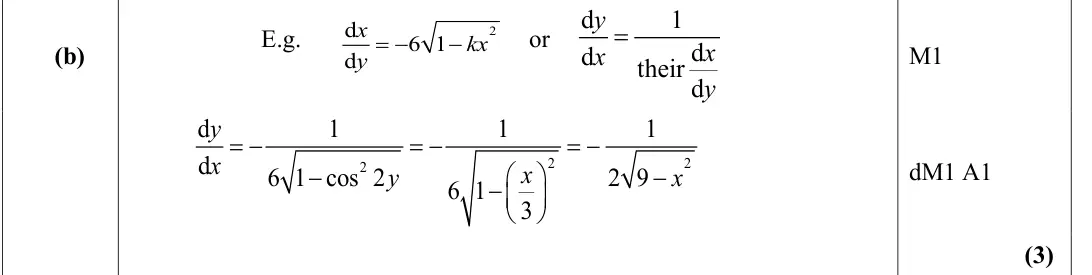 (b) E.g. dx/dy = −6√(1 − kx²) or dy/dx = 1/(their dx/dy) M1
dy/dx = −1/(6√(1 − cos² 2y)) = −1/(6√(1 − (x/3)²)) = −1/(2√(9 − x²)) dM1 A1
(3)